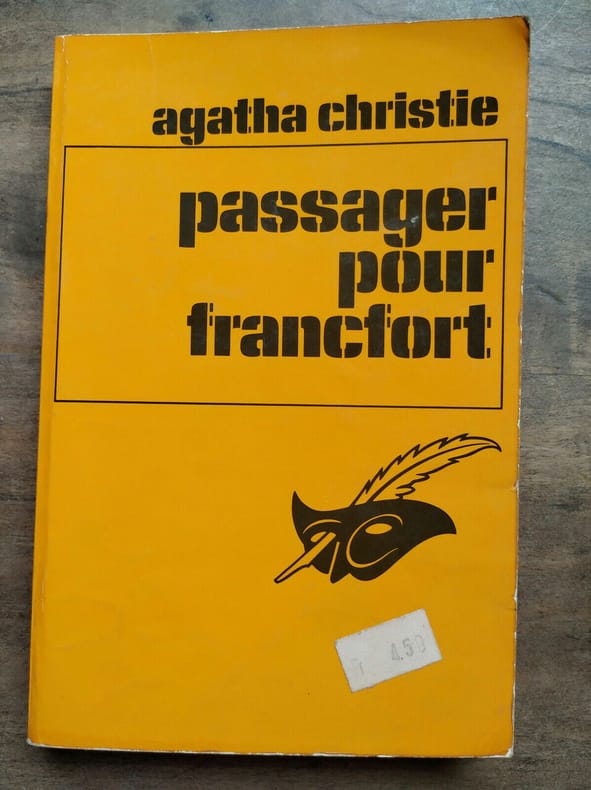 agatha christie
passager
pour
francfort
4.50